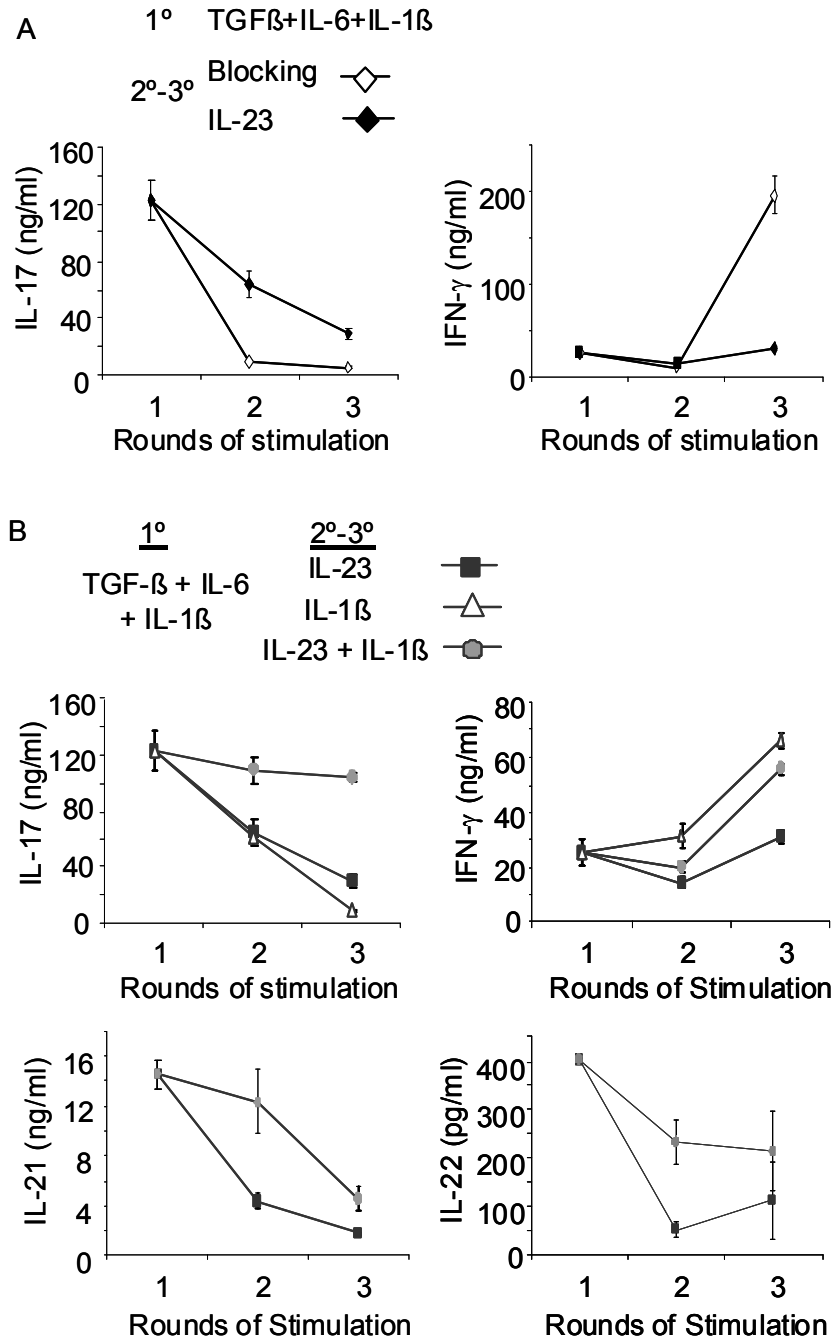 A
1º TGFß+IL-6+IL-1ß
2º-3º
Blocking
IL-23
IL-17 (ng/ml)
160
120
80
40
0
1 2 3
Rounds of stimulation
IFN-γ (ng/ml)
200
100
0
1 2 3
Rounds of stimulation
B
1º 2º-3º
TGF-ß + IL-6
+ IL-1ß
IL-23
IL-1ß
IL-23 + IL-1ß
IL-17 (ng/ml)
160
120
80
40
0
1 2 3
Rounds of stimulation
IFN-γ (ng/ml)
80
60
40
20
0
1 2 3
Rounds of Stimulation
IL-21 (ng/ml)
16
12
8
4
0
1 2 3
Rounds of Stimulation
IL-22 (pg/ml)
400
300
200
100
0
1 2 3
Rounds of Stimulation